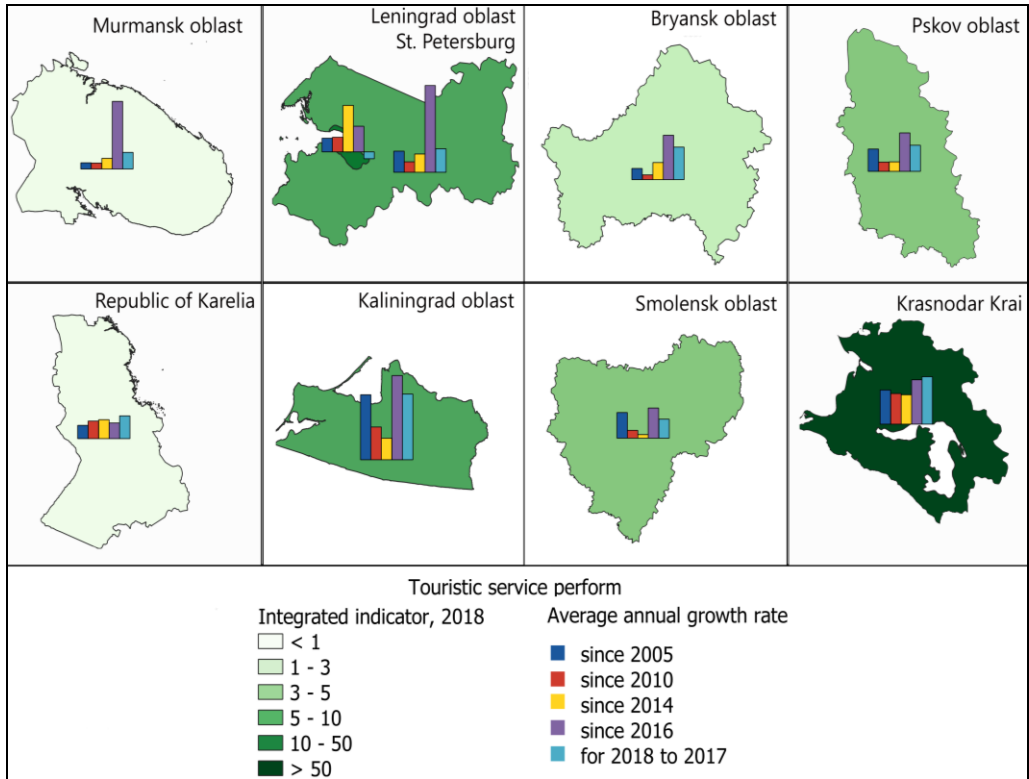 Murmansk oblast
Leningrad oblast
St. Petersburg
Bryansk oblast
Pskov oblast
Republic of Karelia
Kaliningrad oblast
Smolensk oblast
Krasnodar Krai
Touristic service perform
Integrated indicator, 2018
< 1
1 - 3
3 - 5
5 - 10
10 - 50
> 50
Average annual growth rate
since 2005
since 2010
since 2014
since 2016
for 2018 to 2017